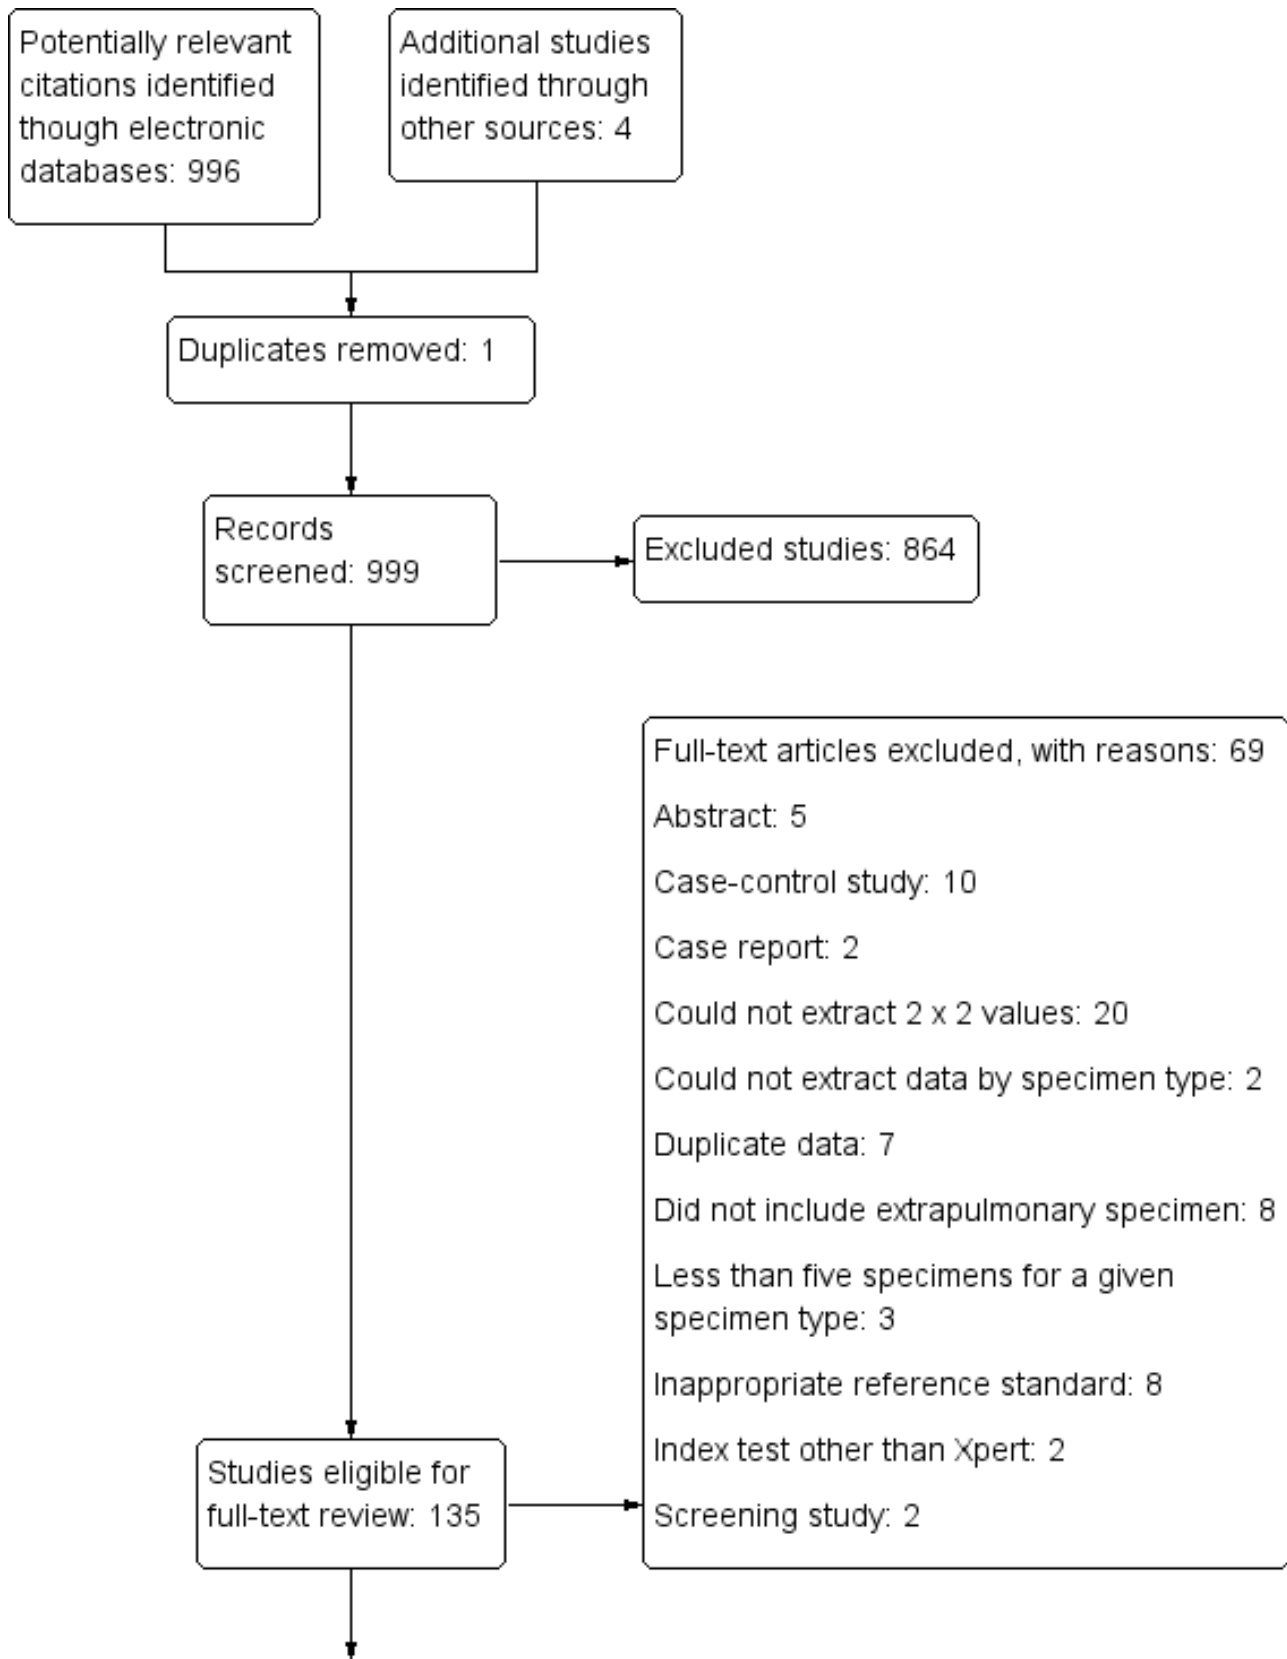 Potentially relevant
citations identified
though electronic
databases: 996
Additional studies
identified through
other sources: 4
Duplicates removed: 1
Records
screened: 999
Excluded studies: 864
Full-text articles excluded, with reasons: 69
Abstract: 5
Case-control study: 10
Case report: 2
Could not extract 2 x 2 values: 20
Could not extract data by specimen type: 2
Duplicate data: 7
Did not include extrapulmonary specimen: 8
Less than five specimens for a given
specimen type: 3
Inappropriate reference standard: 8
Index test other than Xpert: 2
Screening study: 2
Studies eligible for
full-text review: 135